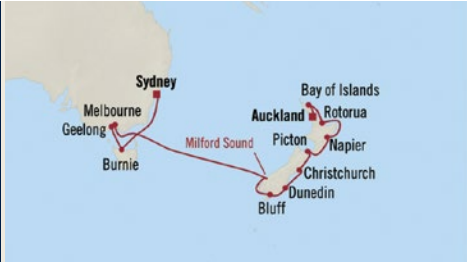 Sydney
Bay of Islands
Melbourne
Auckland
Rotorua
Geelong
Picton
Napier
Milford Sound
Burnie
Christchurch
Dunedin
Bluff